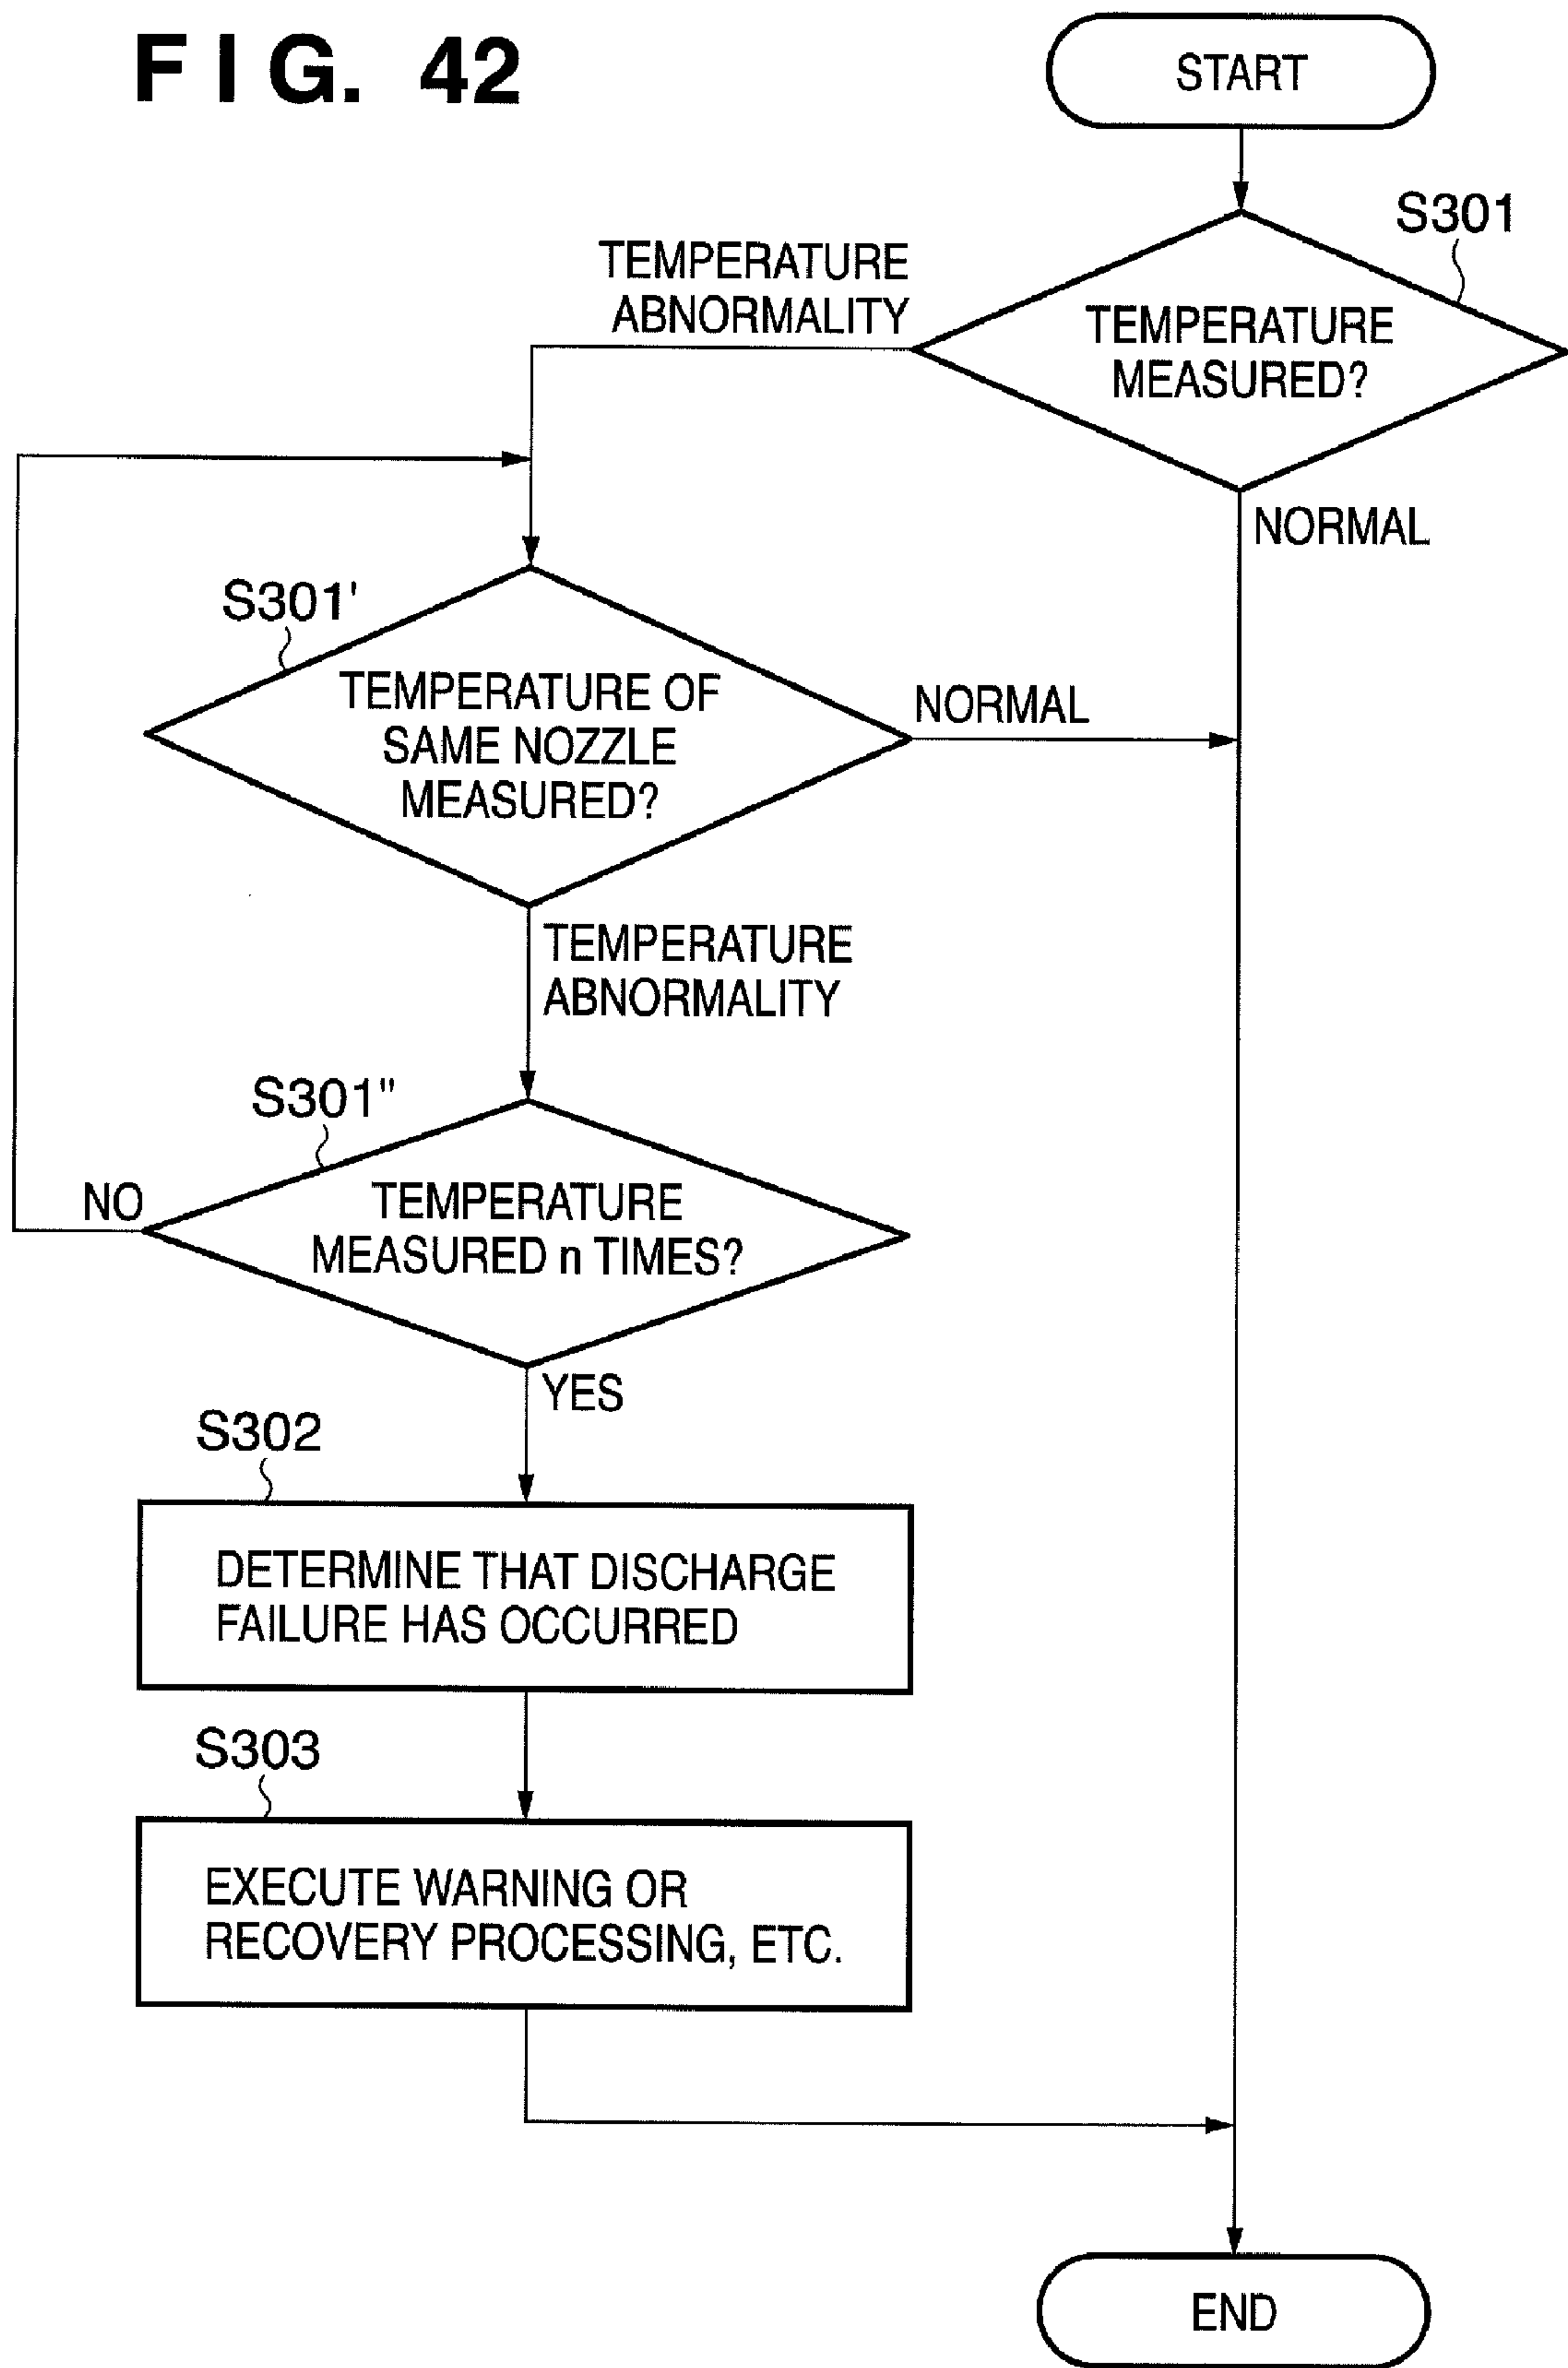 FIG. 42
START
S301
TEMPERATURE
ABNORMALITY
TEMPERATURE
MEASURED?
NORMAL
S301'
TEMPERATURE OF
SAME NOZZLE
MEASURED?
NORMAL
TEMPERATURE
ABNORMALITY
S301"
NO
TEMPERATURE
MEASURED n TIMES?
YES
S302
DETERMINE THAT DISCHARGE
FAILURE HAS OCCURRED
S303
EXECUTE WARNING OR
RECOVERY PROCESSING, ETC.
END